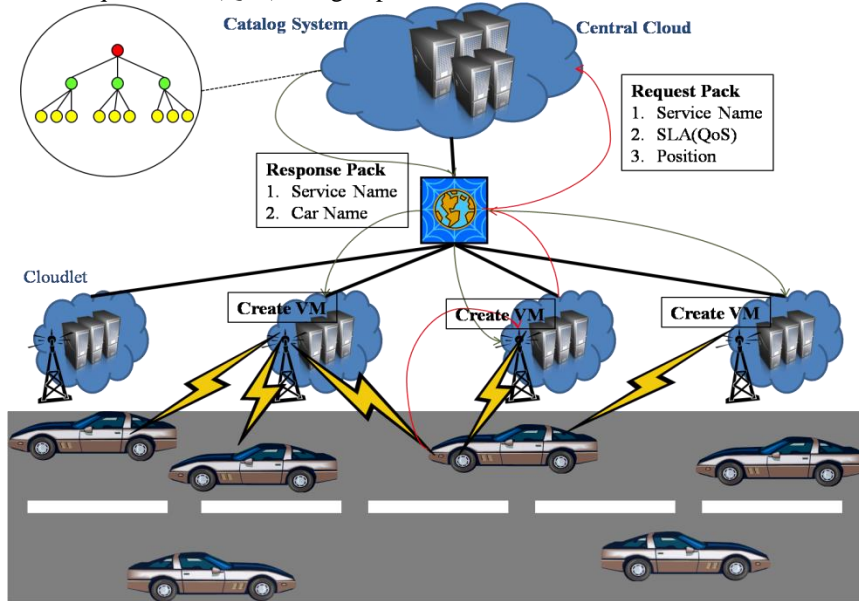 Catalog System
Central Cloud
Request Pack
1. Service Name
2. SLA(QoS)
3. Position
Response Pack
1. Service Name
2. Car Name
Cloudlet
Create VM
Create VM
Create VM